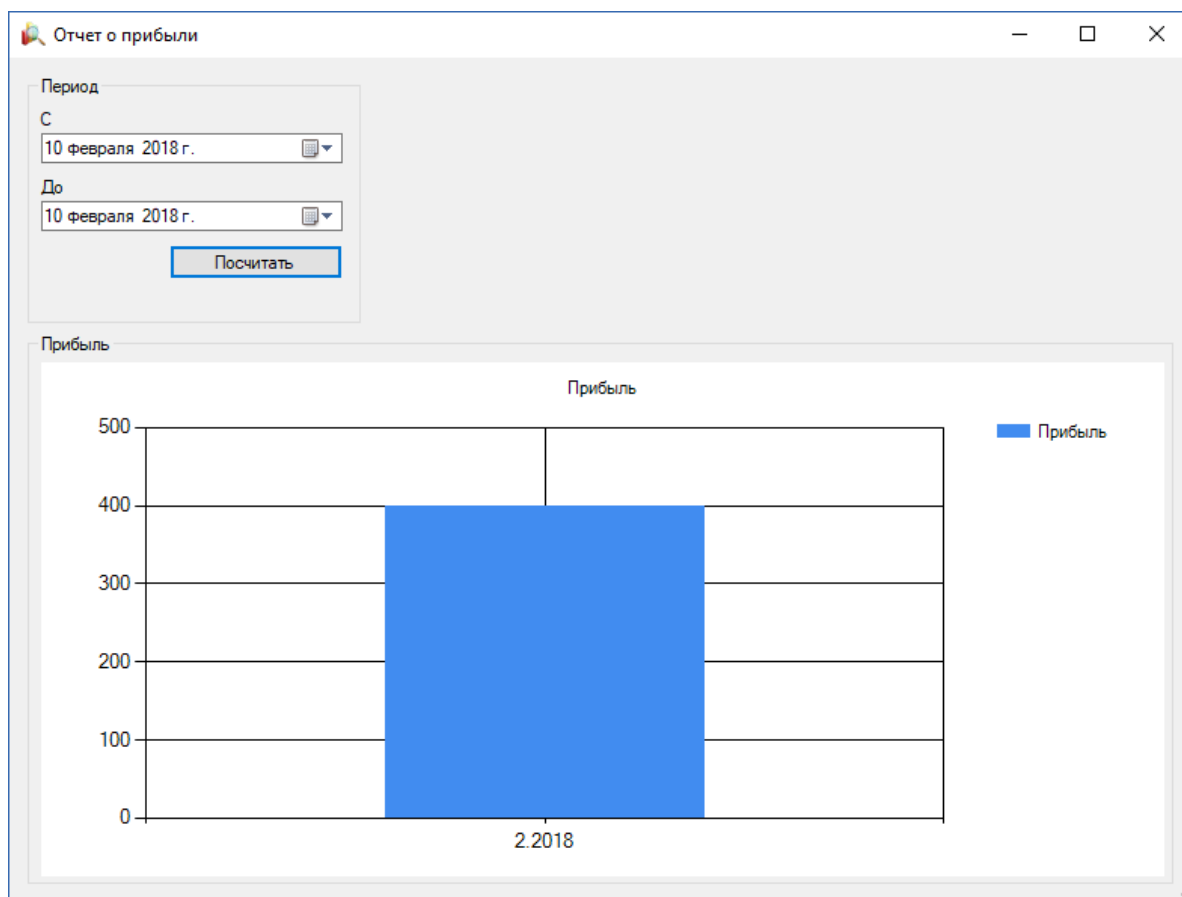 Отчет о прибыли
Период
С
10 февраля 2018 г.
До
10 февраля 2018 г.
Посчитать
Прибыль
Прибыль
Прибыль
500
400
300
200
100
0
2.2018